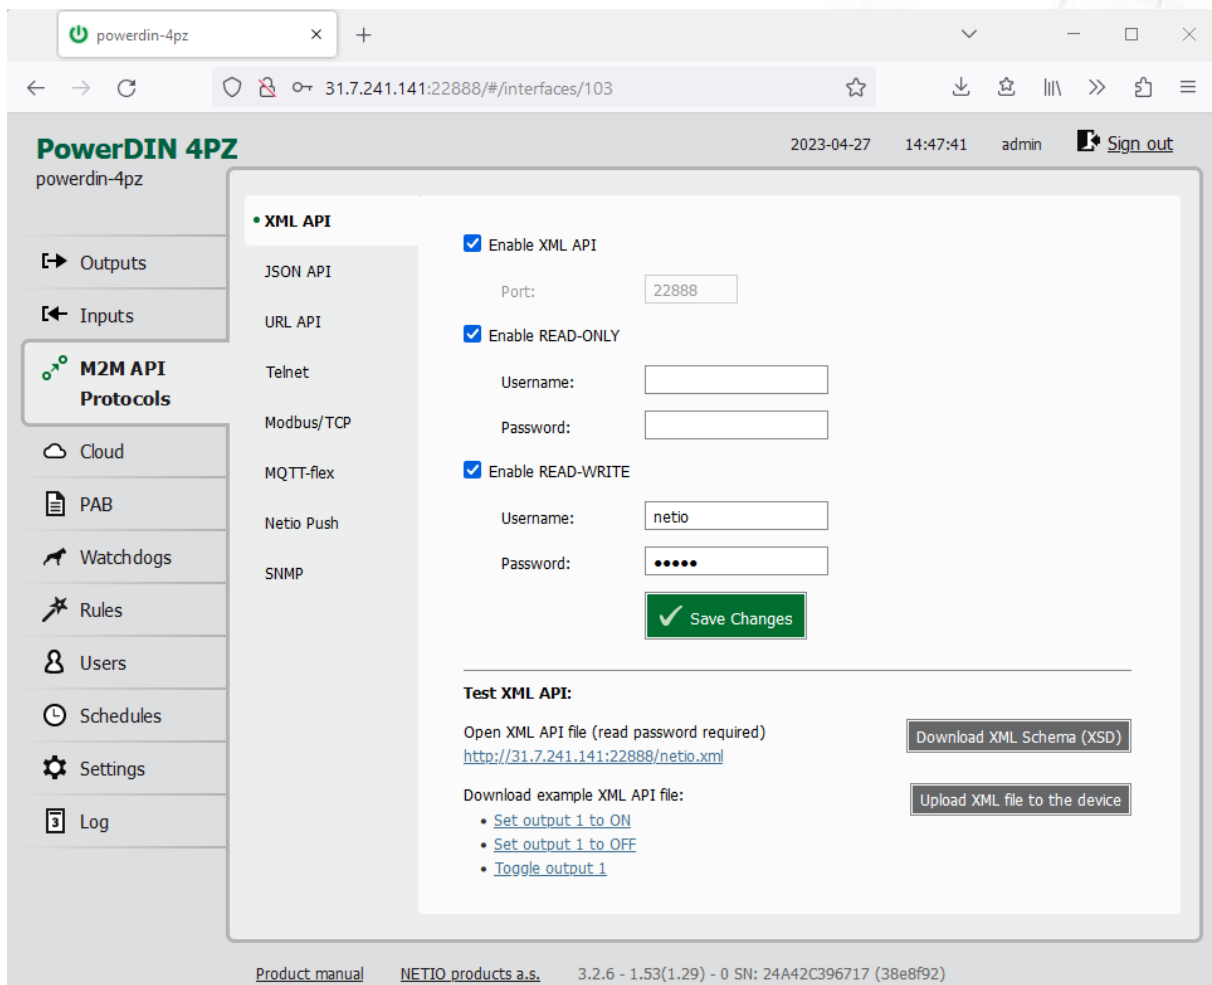 powerdin-4pz
31.7.241.141:22888/#/interfaces/103
PowerDIN 4PZ
powerdin-4pz
2023-04-27 14:47:41 admin Sign out
Outputs
Inputs
M2M API
Protocols
Cloud
PAB
Watchdogs
Rules
Users
Schedules
3
Settings
Log
XML API
JSON API
URL API
Telnet
Modbus/TCP
MQTT-flex
Netio Push
SNMP
Enable XML API
Port: 22888
Enable READ-ONLY
Username:
Password:
Enable READ-WRITE
Username: netio
Password: •••••
Save Changes
Test XML API:
Open XML API file (read password required)
http://31.7.241.141:22888/netio.xml
Download XML Schema (XSD)
Download example XML API file:
Upload XML file to the device
• Set output 1 to ON
• Set output 1 to OFF
• Toggle output 1
Product manual NETIO products a.s. 3.2.6 - 1.53(1.29) - 0 SN: 24A42C396717 (38e8f92)